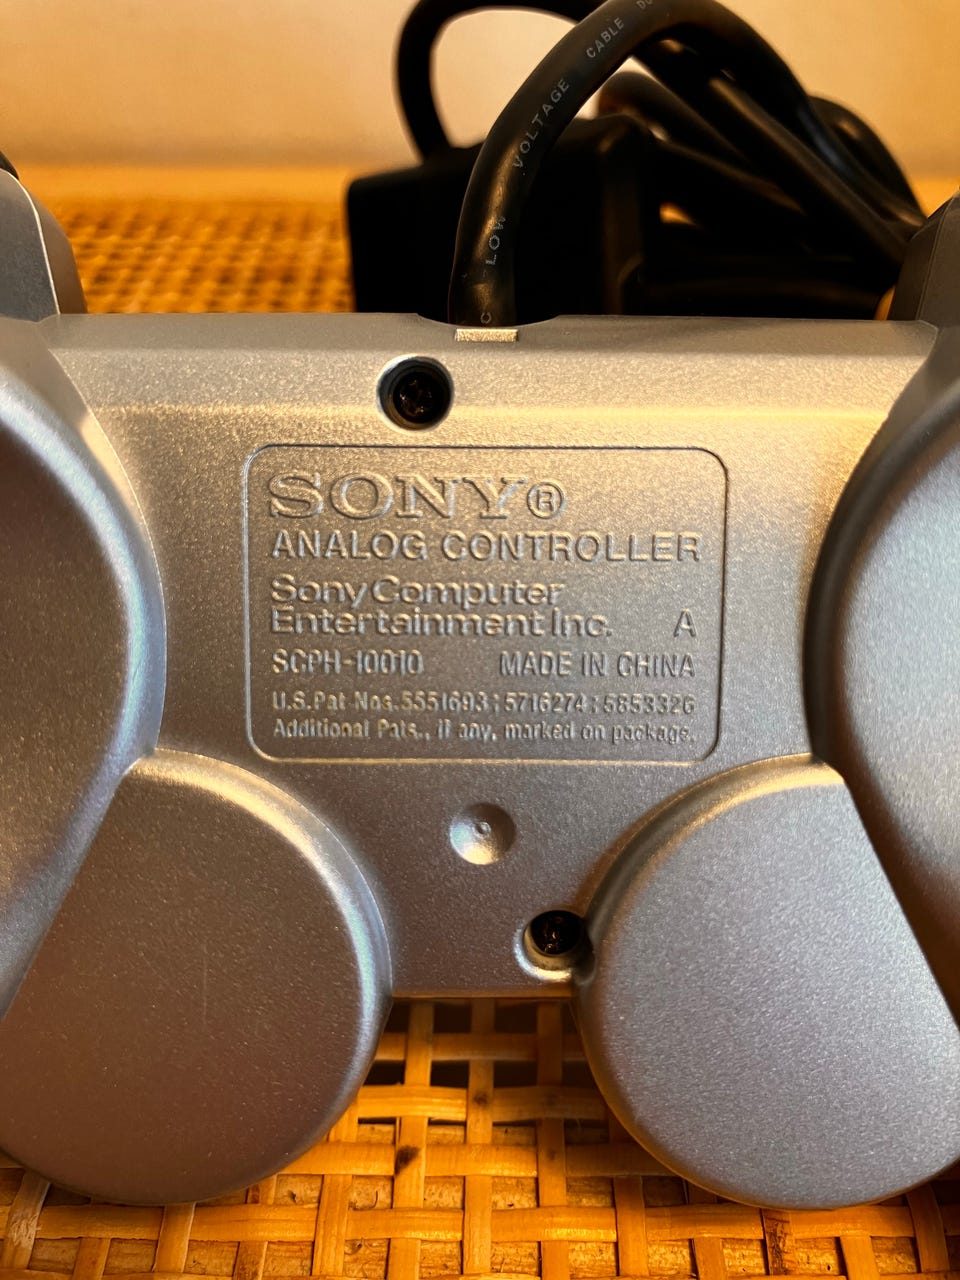 LOW VOLTAGE CABLE
SONY®
ANALOG CONTROLLER
Sony Computer
Entertainment Inc. A
SCPH-10010 MADE IN CHINA
U.S.Pat Nos.5551693;5716274;5853326
Additional Pats., if any, marked on package.